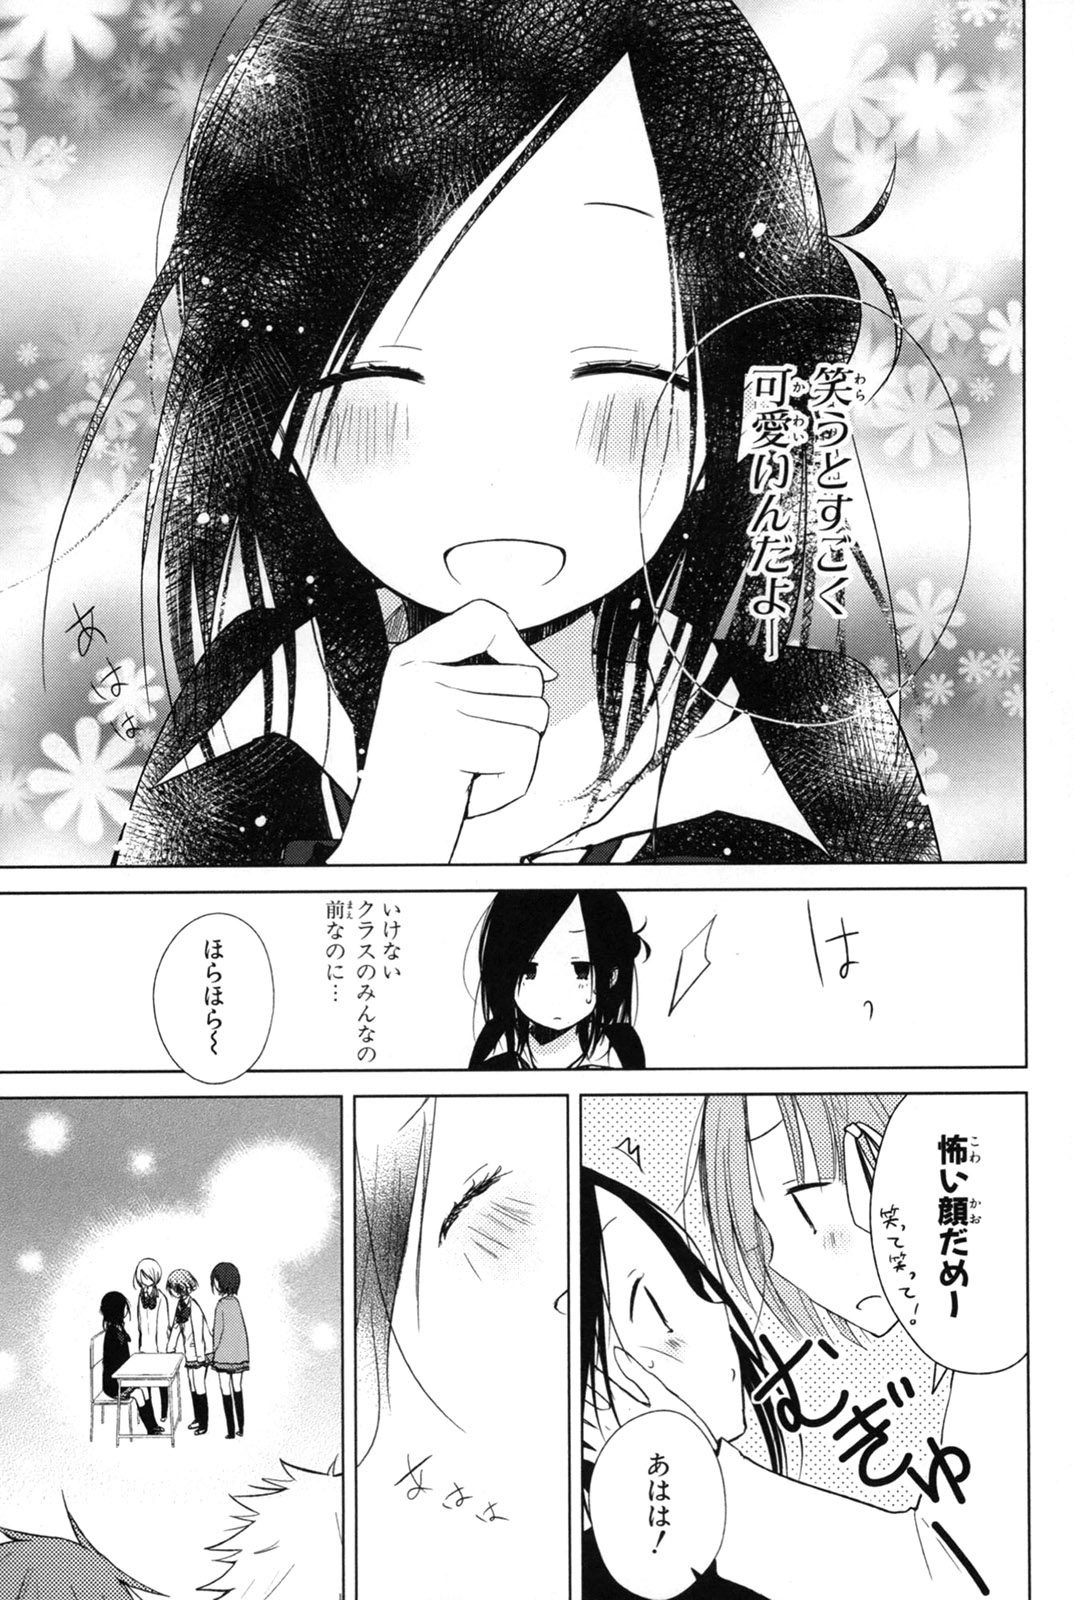 笑うとすごく
可愛いんだよー
あはは
はっ
いけない
クラスのみんなの
前なのに…
ほらほら〜
怖い顔だめー
笑って笑って!
むぎゅー
あはは!
あははは